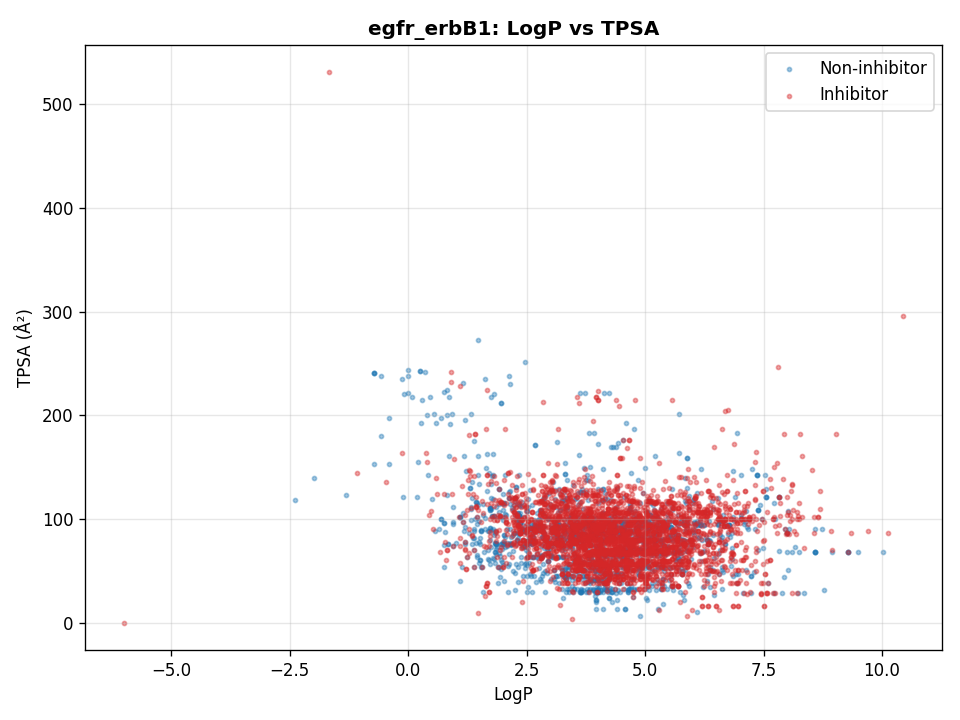 egfr_erbB1: LogP vs TPSA
Non-inhibitor
Inhibitor
TPSA (Å²)
500
400
300
200
100
0
−5.0 −2.5 0.0 2.5 5.0 7.5 10.0
LogP